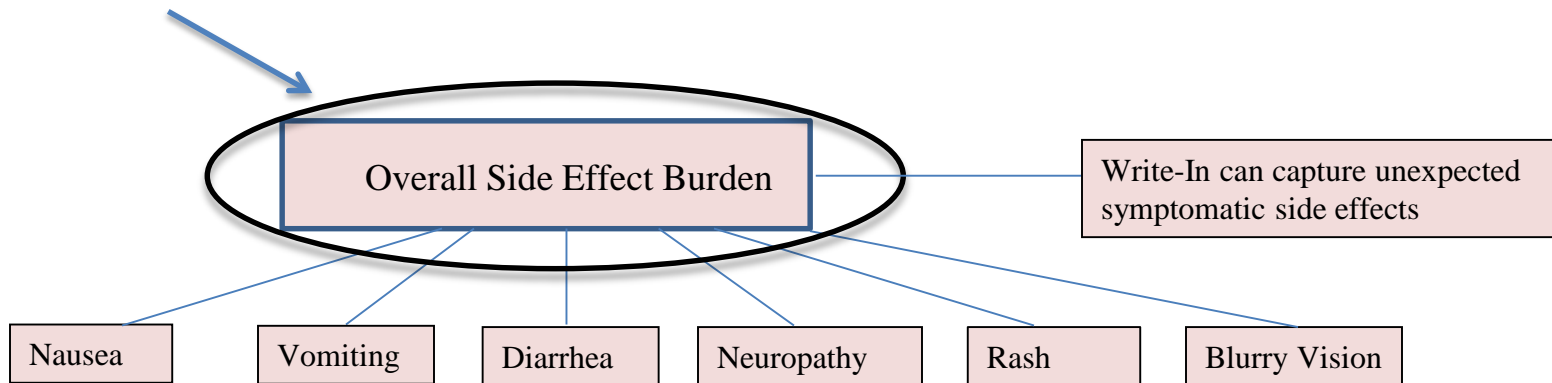 Overall Side Effect Burden
Write-In can capture unexpected
symptomatic side effects
Nausea
Vomiting
Diarrhea
Neuropathy
Rash
Blurry Vision